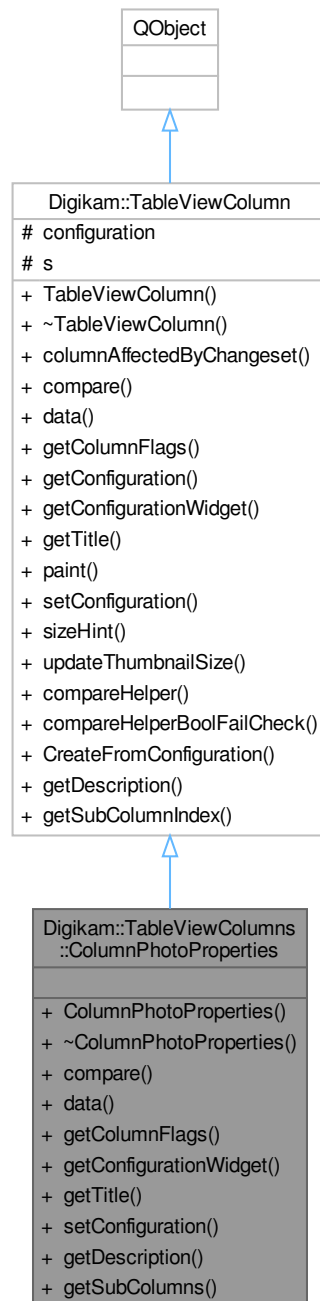 QObject
Digikam::TableViewColumn
# configuration
# s
+ TableViewColumn()
+ ~TableViewColumn()
+ columnAffectedByChangeset()
+ compare()
+ data()
+ getColumnFlags()
+ getConfiguration()
+ getConfigurationWidget()
+ getTitle()
+ paint()
+ setConfiguration()
+ sizeHint()
+ updateThumbnailSize()
+ compareHelper()
+ compareHelperBoolFailCheck()
+ CreateFromConfiguration()
+ getDescription()
+ getSubColumnIndex()
Digikam::TableViewColumns
::ColumnPhotoProperties
+ ColumnPhotoProperties()
+ ~ColumnPhotoProperties()
+ compare()
+ data()
+ getColumnFlags()
+ getConfigurationWidget()
+ getTitle()
+ setConfiguration()
+ getDescription()
+ getSubColumns()